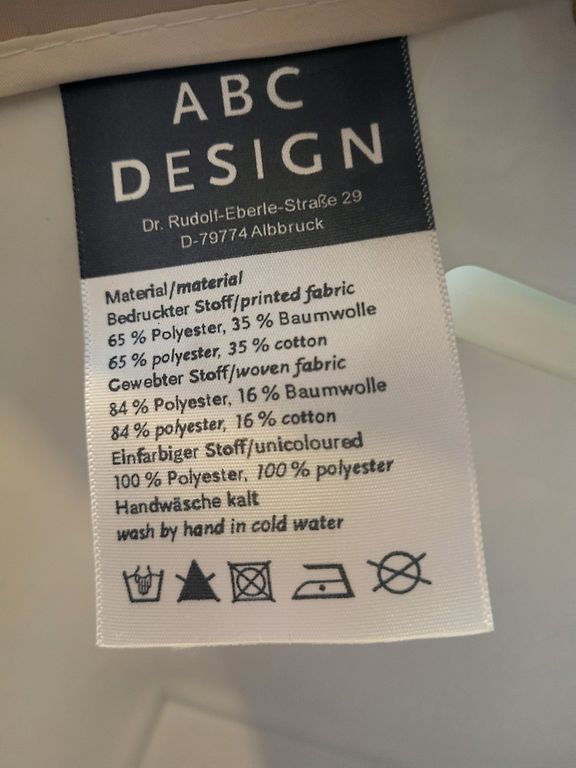 ABC
DESIGN
Dr. Rudolf-Eberle-Straße 29
D-79774 Albbruck
Material/material
Bedruckter Stoff/printed fabric
65 % Polyester, 35 % Baumwolle
65 % polyester, 35 % cotton
Gewebter Stoff/woven fabric
84 % Polyester, 16 % Baumwolle
84 % polyester, 16 % cotton
Einfarbiger Stoff/unicoloured
100 % Polyester, 100 % polyester
Handwäsche kalt
wash by hand in cold water